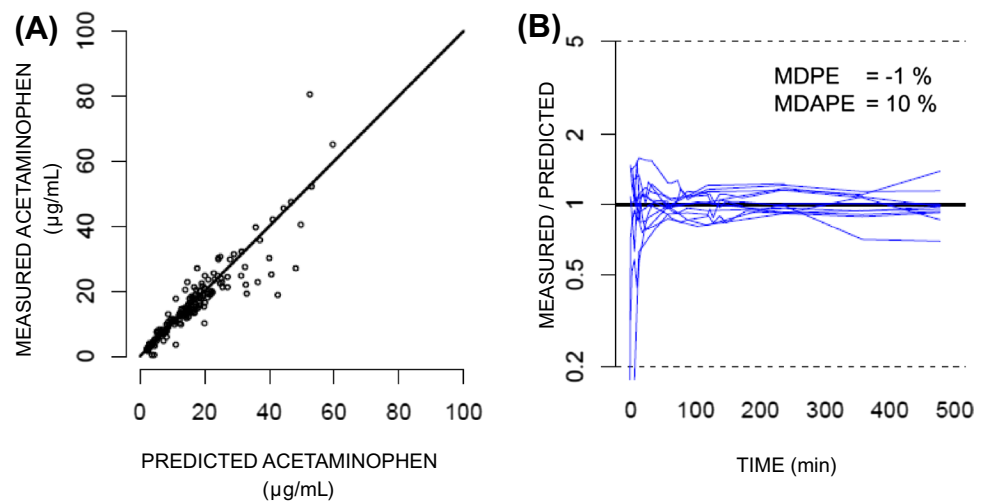 (A)
MEASURED ACETAMINOPHEN
(µg/mL)
100
80
60
40
20
0
0 20 40 60 80 100
PREDICTED ACETAMINOPHEN
(µg/mL)
(B)
MEASURED / PREDICTED
5
2
1
0.5
0.2
MDPE = -1 %
MDAPE = 10 %
0 100 200 300 400 500
TIME (min)